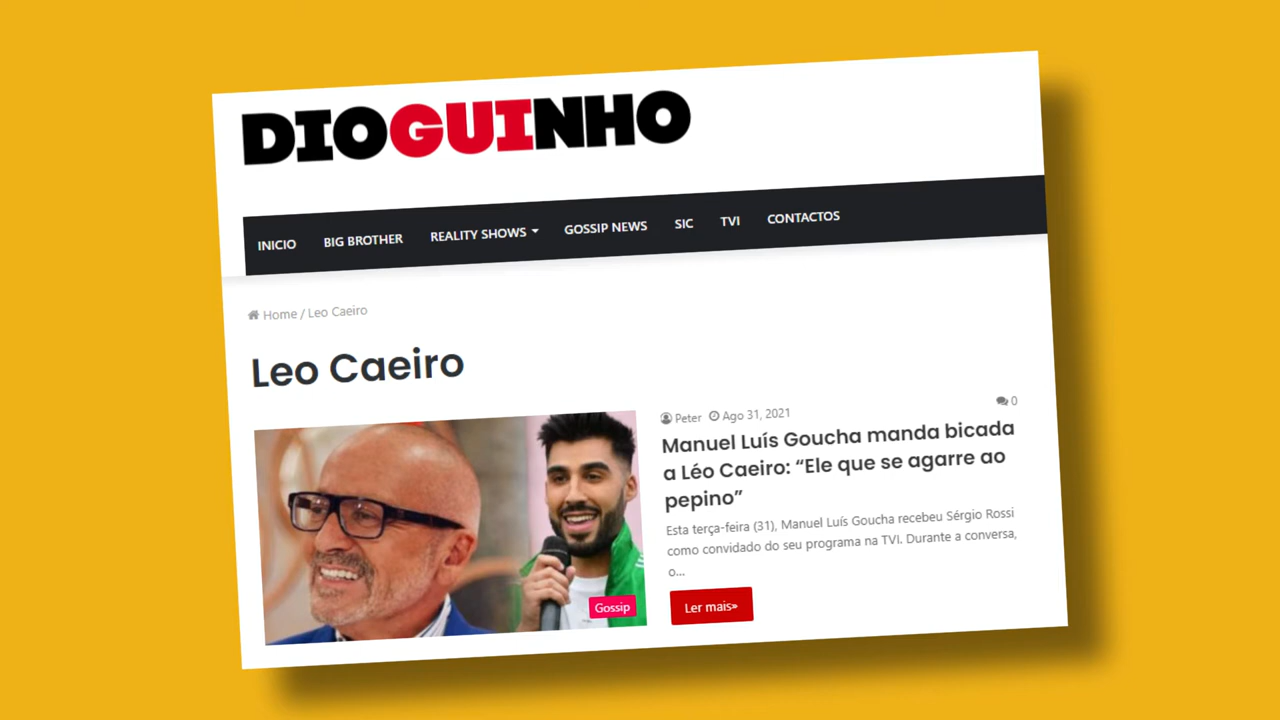 DIOGUINHO
INICIO BIG BROTHER REALITY SHOWS GOSSIP NEWS SIC TVI CONTACTOS
Home / Leo Caeiro
Leo Caeiro
Peter Ago 31, 2021 0
Manuel Luís Goucha manda bicada
a Léo Caeiro: “Ele que se agarre ao
pepino”
Esta terça-feira (31), Manuel Luís Goucha recebeu Sérgio Rossi
como convidado do seu programa na TVI. Durante a conversa,
o...
Gossip
Ler mais»